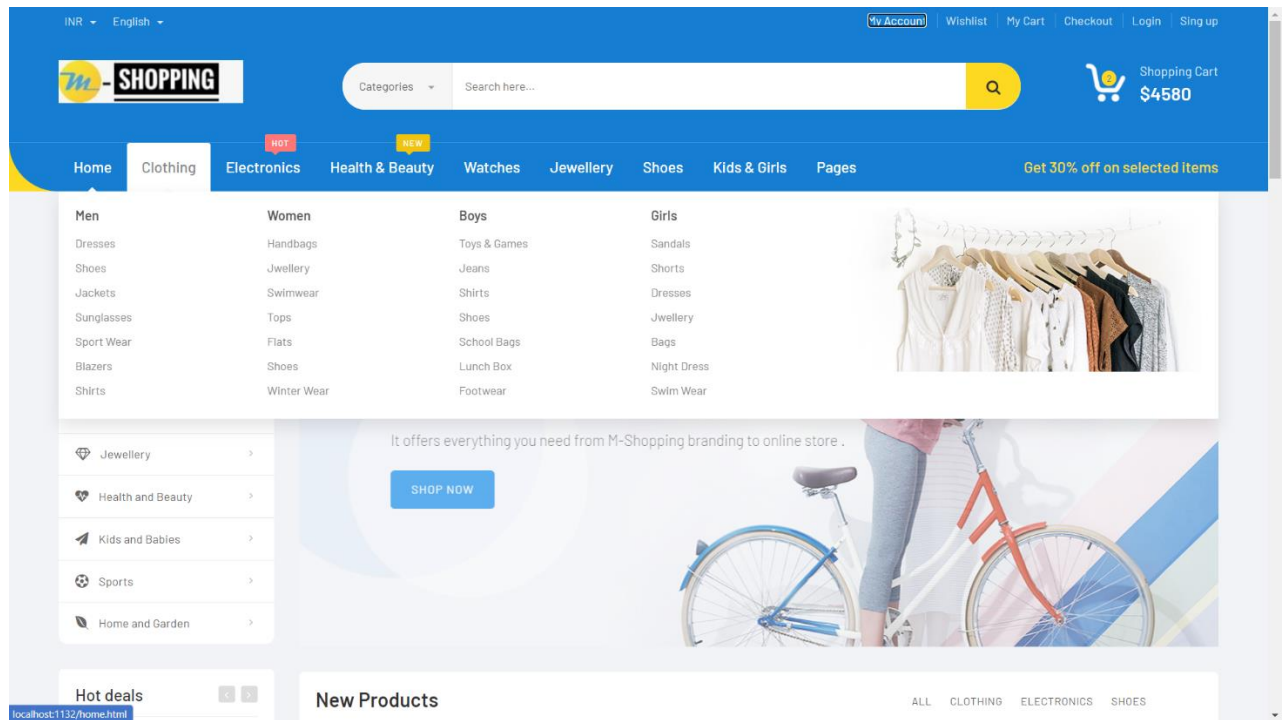 INR English My Account Wishlist My Cart Checkout Login Sing up
m - SHOPPING
Categories Search here... 2 Shopping Cart
$4580
HOT NEW
Home Clothing Electronics Health & Beauty Watches Jewellery Shoes Kids & Girls Pages Get 30% off on selected items
Men Women Boys Girls
Dresses Handbags Toys & Games Sandals
Shoes Jwellery Jeans Shorts
Jackets Swimwear Shirts Dresses
Sunglasses Tops Shoes Jwellery
Sport Wear Flats School Bags Bags
Blazers Shoes Lunch Box Night Dress
Shirts Winter Wear Footwear Swim Wear
It offers everything you need from M-Shopping branding to online store .
Jewellery
SHOP NOW
Health and Beauty
Kids and Babies
Sports
Home and Garden
Hot deals New Products ALL CLOTHING ELECTRONICS SHOES
localhost:1132/home.html